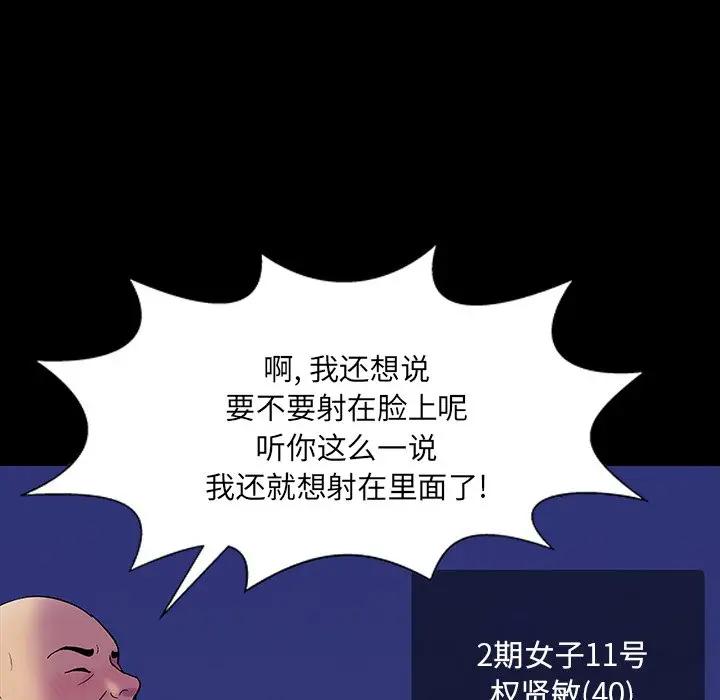 啊, 我还想说
要不要射在脸上呢
听你这么一说
我还就想射在里面了!
2期女子11号
权贤敏(40)